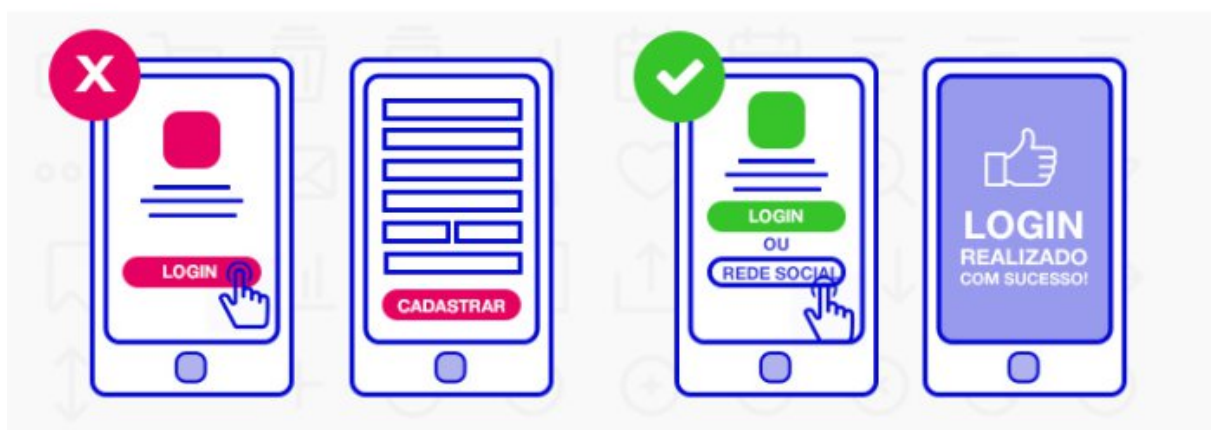 X
LOGIN
CADASTRAR
LOGIN
OU
REDE SOCIAL
LOGIN
REALIZADO
COM SUCESSO!